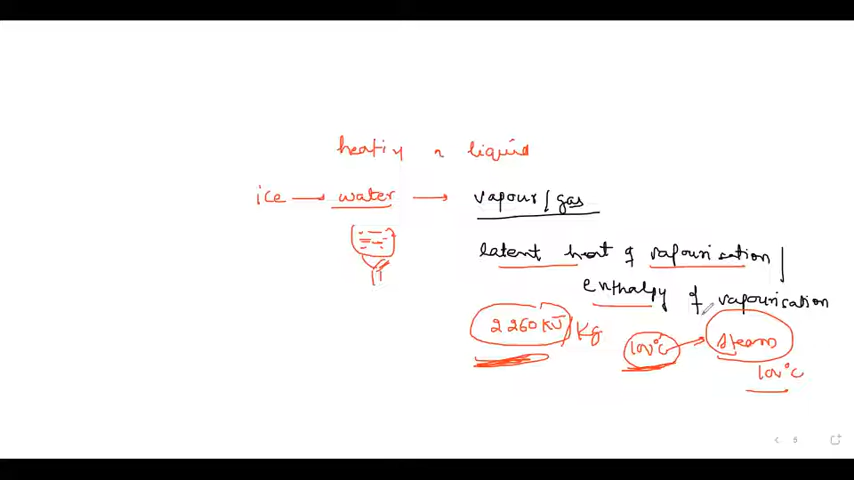 heating a liquid
ice → water → vapour / gas
latent heat of vapourisation |
enthalpy of vapourisation
2260 KJ / Kg
100°C → steam
100°C
8